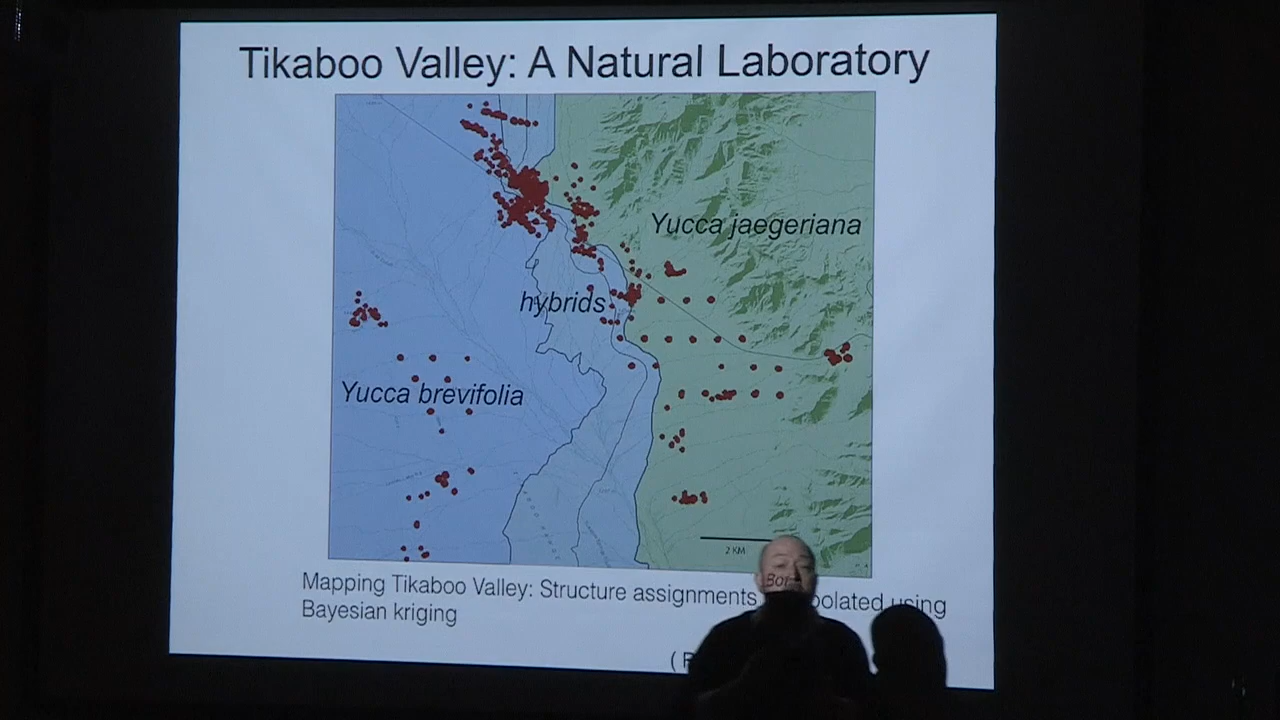 Tikaboo Valley: A Natural Laboratory
Yucca jaegeriana
hybrids
Yucca brevifolia
2 KM
Mapping Tikaboo Valley: Structure assignments using
Bayesian kriging